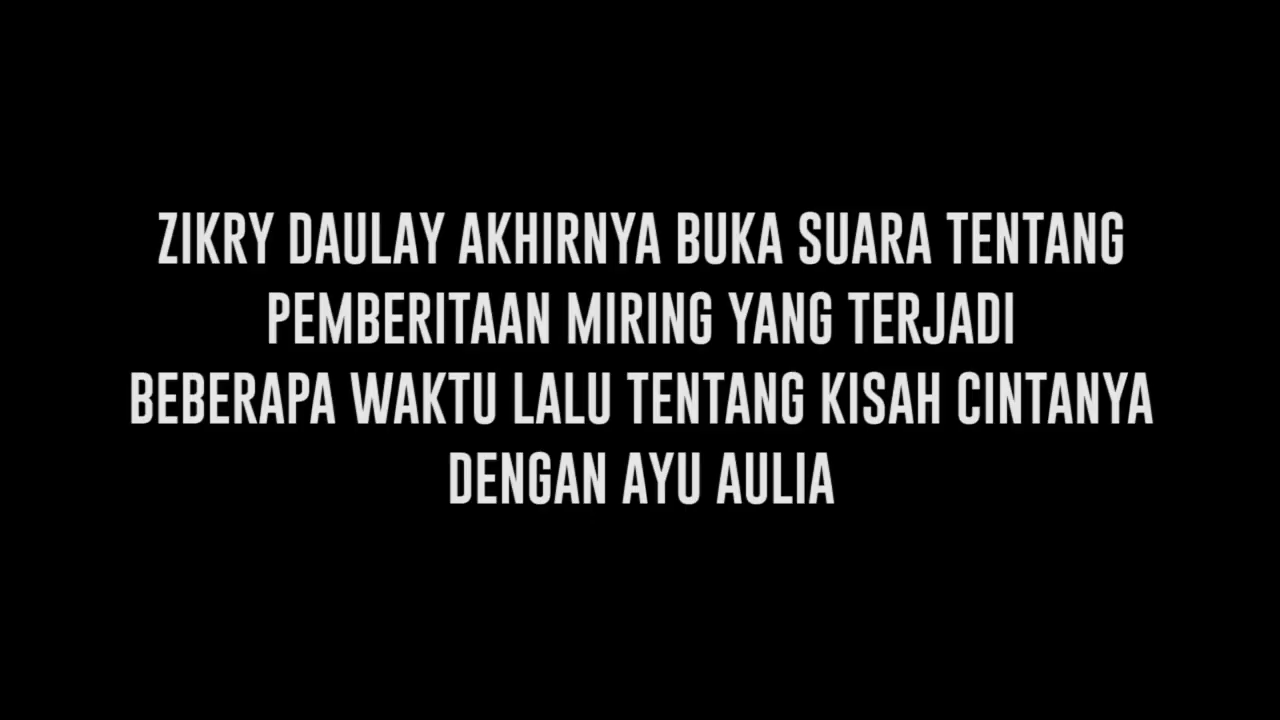 ZIKRY DAULAY AKHIRNYA BUKA SUARA TENTANG
PEMBERITAAN MIRING YANG TERJADI
BEBERAPA WAKTU LALU TENTANG KISAH CINTANYA
DENGAN AYU AULIA